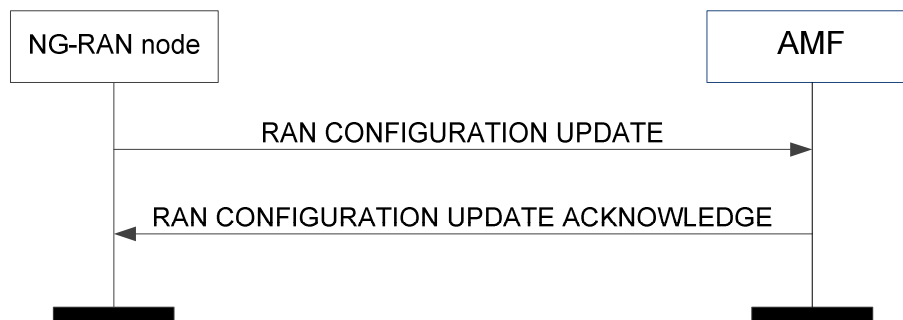 NG-RAN node
AMF
RAN CONFIGURATION UPDATE
RAN CONFIGURATION UPDATE ACKNOWLEDGE